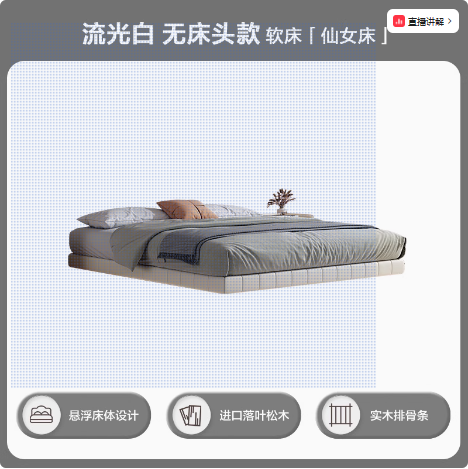 直播讲解 >
流光白 无床头款 软床「仙女床」
悬浮床体设计
进口落叶松木
实木排骨条